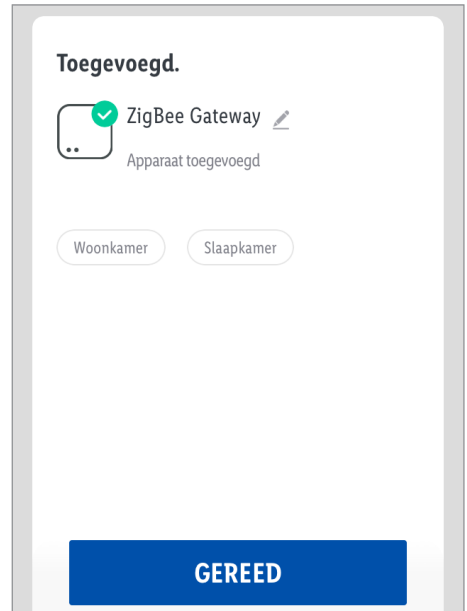 Toegevoegd.
ZigBee Gateway
Apparaat toegevoegd
Woonkamer
Slaapkamer
GEREED